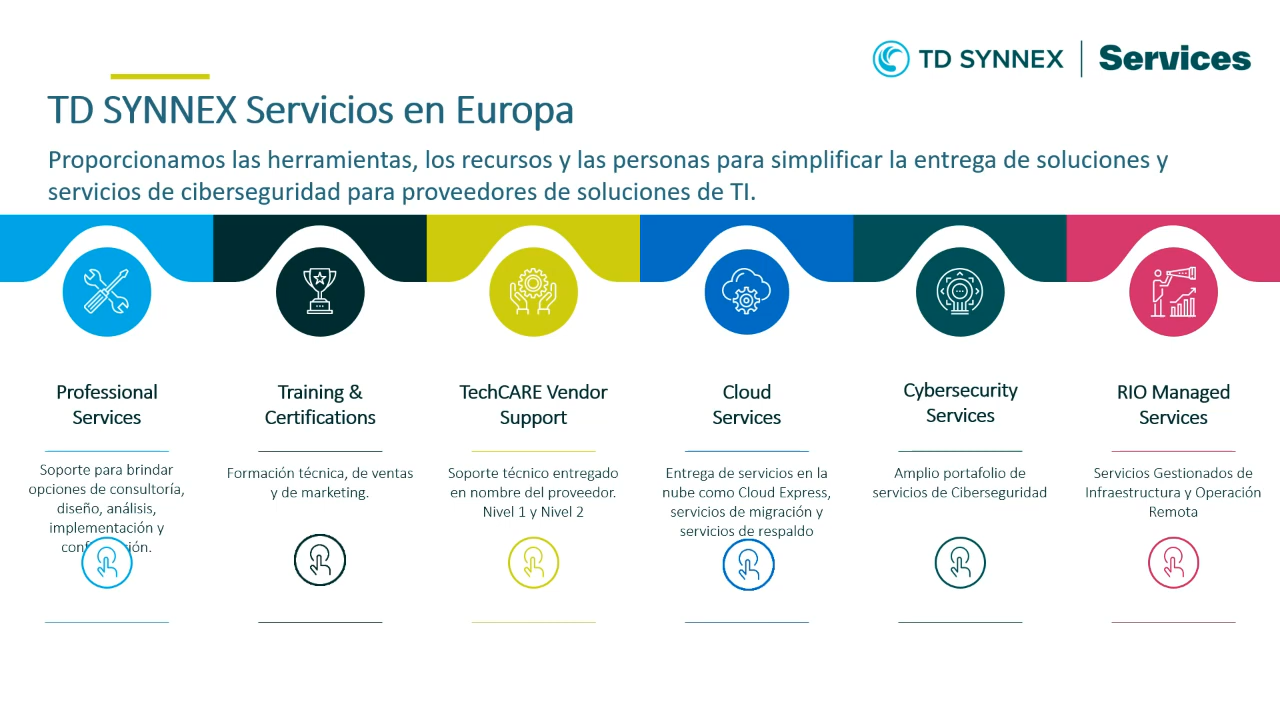 TD SYNNEX Services
TD SYNNEX Servicios en Europa
Proporcionamos las herramientas, los recursos y las personas para simplificar la entrega de soluciones y
servicios de ciberseguridad para proveedores de soluciones de TI.
Professional
Services
Soporte para brindar
opciones de consultoría,
diseño, análisis,
implementación y
Training &
Certifications
Formación técnica, de ventas
y de marketing.
TechCARE Vendor
Support
Soporte técnico entregado
en nombre del proveedor.
Nivel 1 y Nivel 2
Cloud
Services
Entrega de servicios en la
nube como Cloud Express,
servicios de migración y
servicios de respaldo
Cybersecurity
Services
Amplio portafolio de
servicios de Ciberseguridad
RIO Managed
Services
Servicios Gestionados de
Infraestructura y Operación
Remota